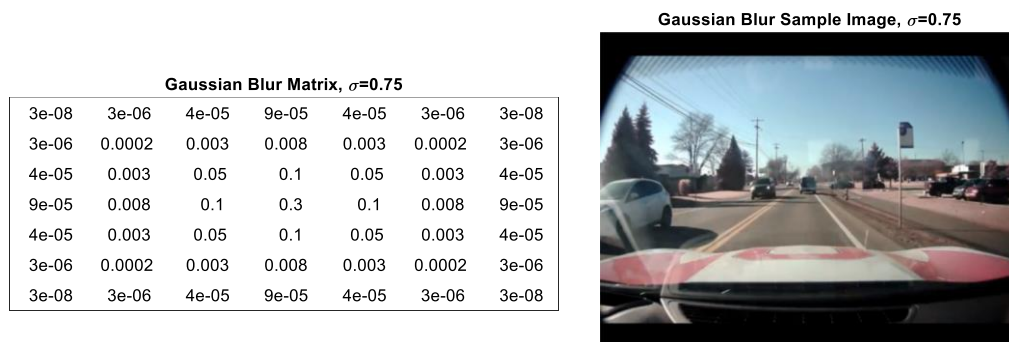 Gaussian Blur Matrix, σ=0.75
3e-08 3e-06 4e-05 9e-05 4e-05 3e-06 3e-08
3e-06 0.0002 0.003 0.008 0.003 0.0002 3e-06
4e-05 0.003 0.05 0.1 0.05 0.003 4e-05
9e-05 0.008 0.1 0.3 0.1 0.008 9e-05
4e-05 0.003 0.05 0.1 0.05 0.003 4e-05
3e-06 0.0002 0.003 0.008 0.003 0.0002 3e-06
3e-08 3e-06 4e-05 9e-05 4e-05 3e-06 3e-08
Gaussian Blur Sample Image, σ=0.75